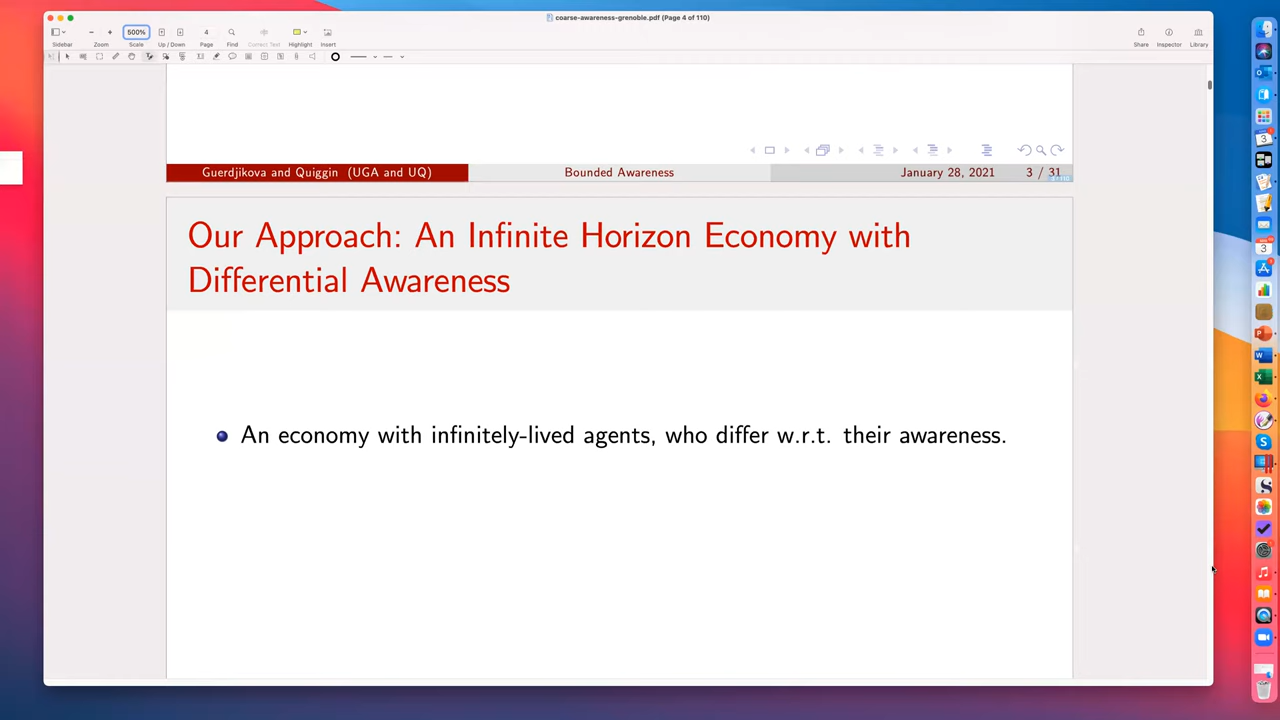 coarse-awareness-grenoble.pdf (Page 4 of 110)
500%
4
Sidebar
Zoom
Scale
Up / Down
Page
Find
Correct Text
Highlight
Insert
Share
Inspector
Library
Guerdjikova and Quiggin (UGA and UQ)
Bounded Awareness
January 28, 2021
3 / 31
Our Approach: An Infinite Horizon Economy with
Differential Awareness
An economy with infinitely-lived agents, who differ w.r.t. their awareness.